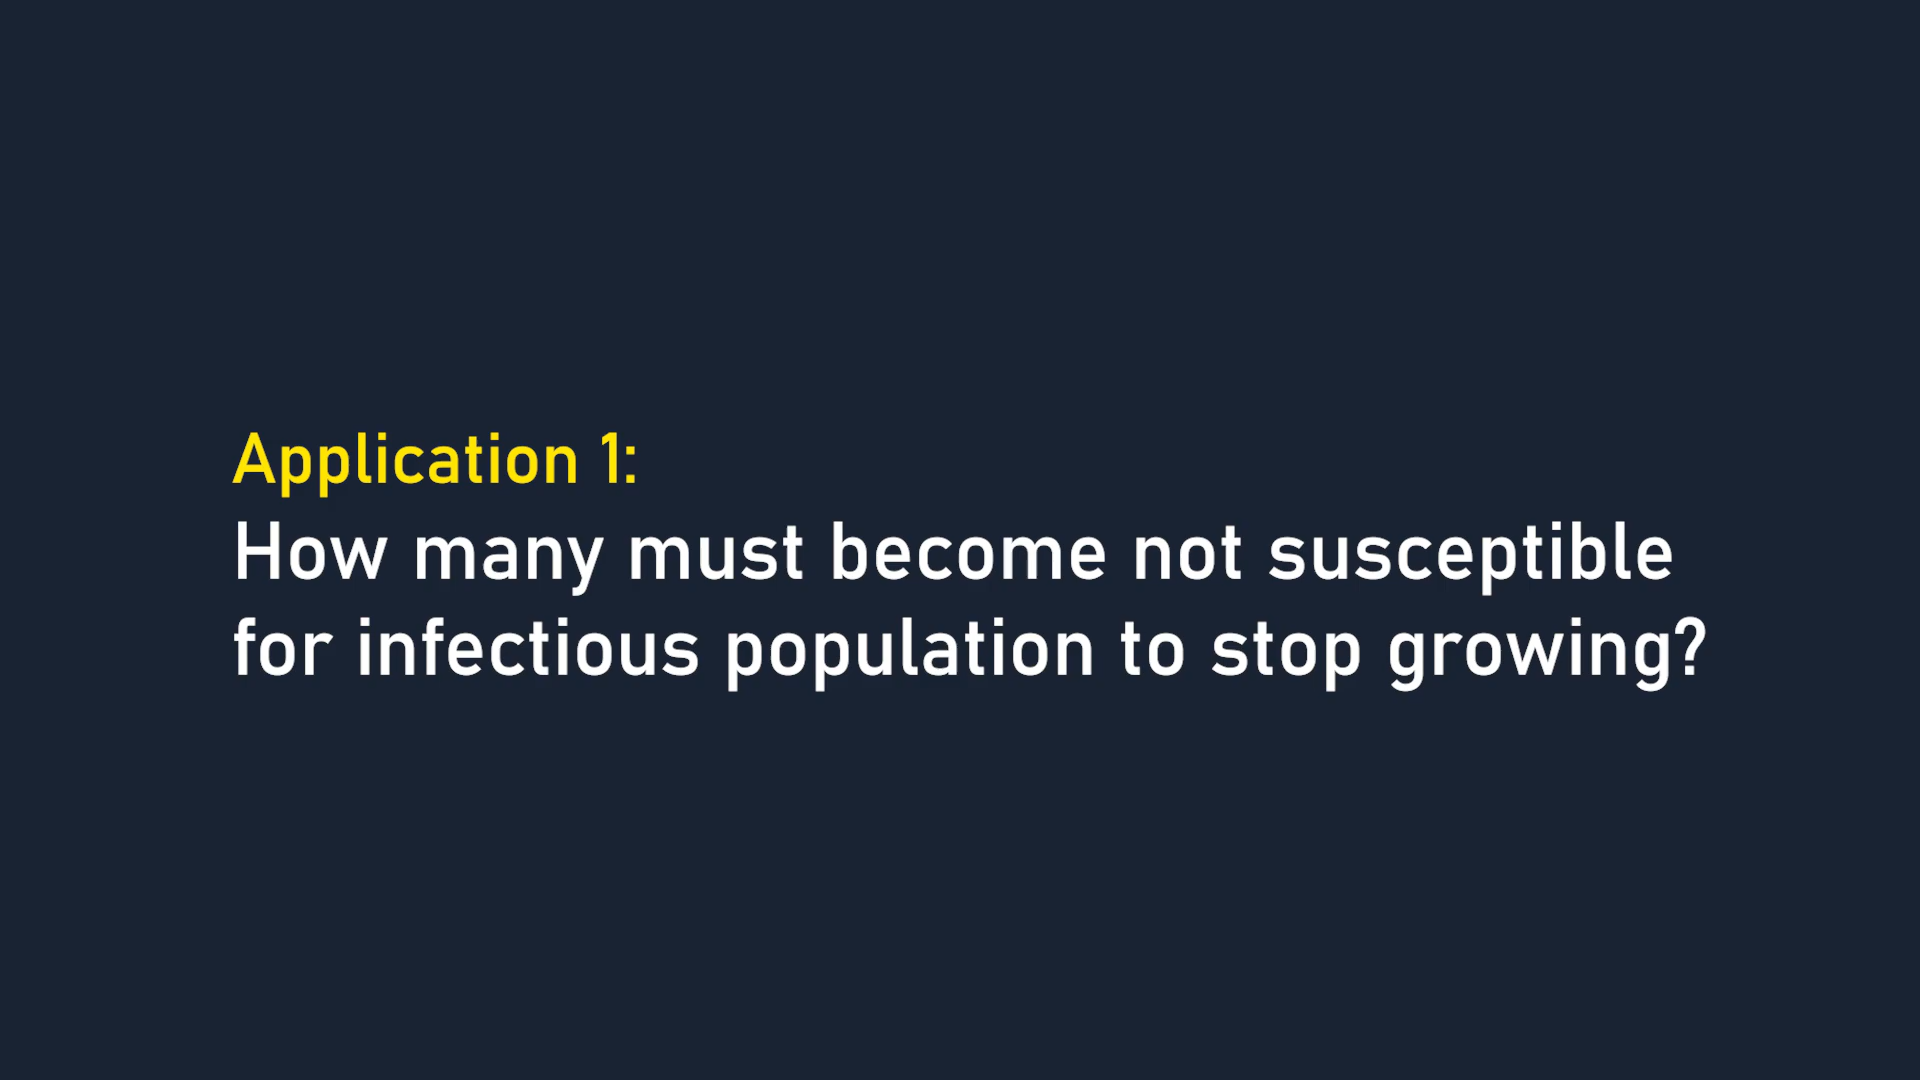 Application 1:
How many must become not susceptible
for infectious population to stop growing?